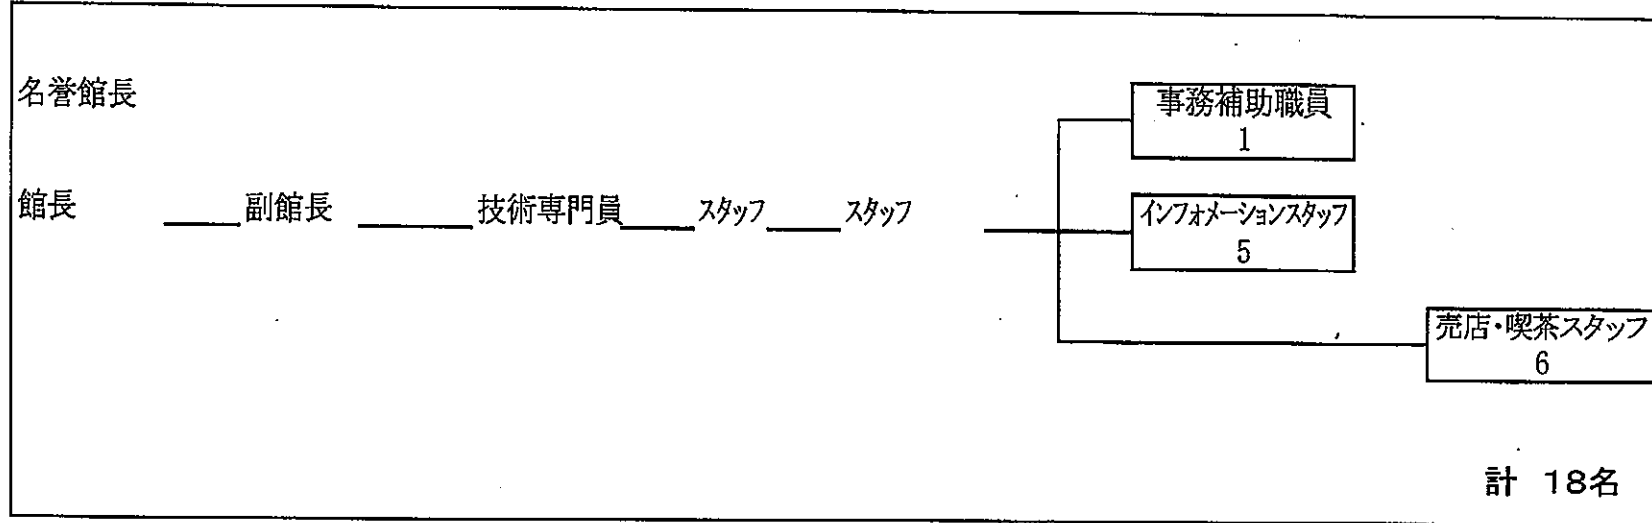 名誉館長
事務補助職員
1
館長 副館長 技術専門員 スタッフ スタッフ
インフォメーションスタッフ
5
売店・喫茶スタッフ
6
計 18名